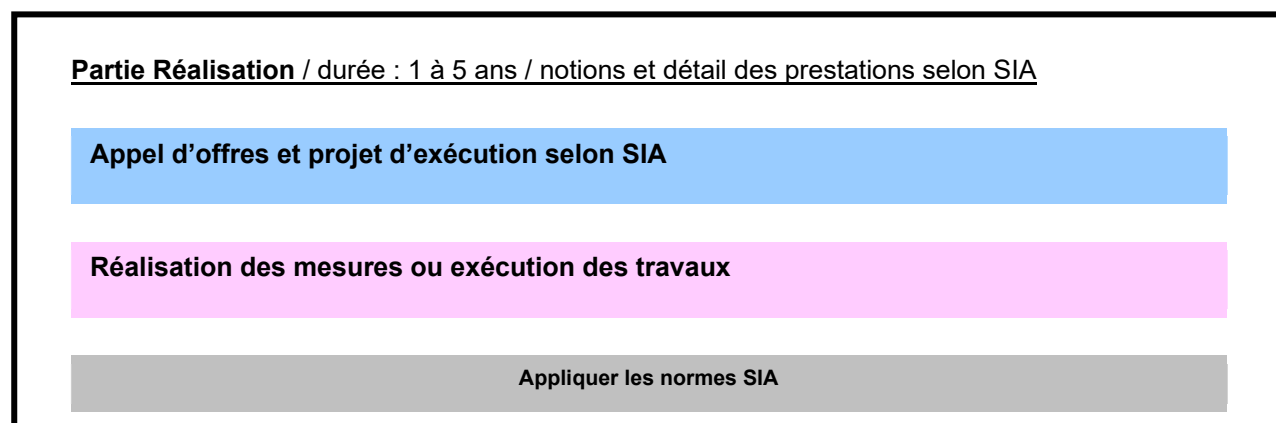 Partie Réalisation / durée : 1 à 5 ans / notions et détail des prestations selon SIA
Appel d’offres et projet d’exécution selon SIA
Réalisation des mesures ou exécution des travaux
Appliquer les normes SIA